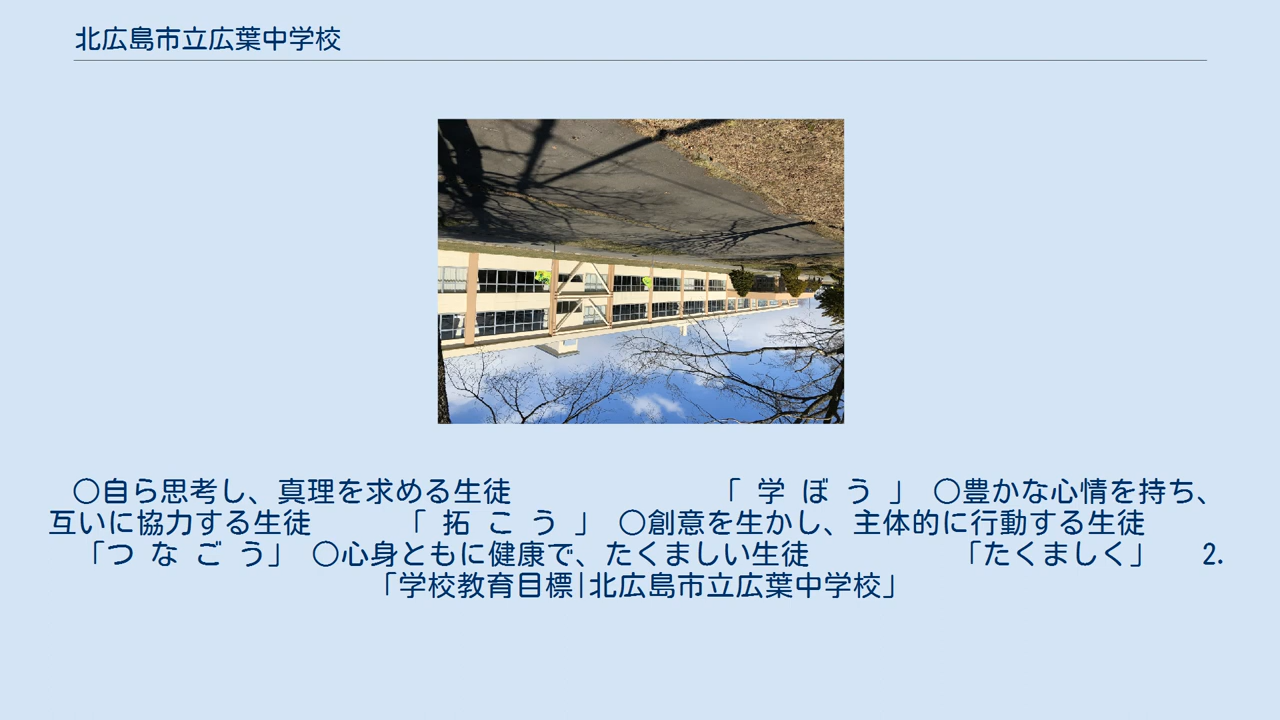 北広島市立広葉中学校
○自ら思考し、真理を求める生徒　　　　　　　「 学 ぼ う 」 ○豊かな心情を持ち、
互いに協力する生徒　　　「 拓 こ う 」 ○創意を生かし、主体的に行動する生徒
「つ な ご う」 ○心身ともに健康で、たくましい生徒　　　　　「たくましく」　　2.
「学校教育目標|北広島市立広葉中学校」